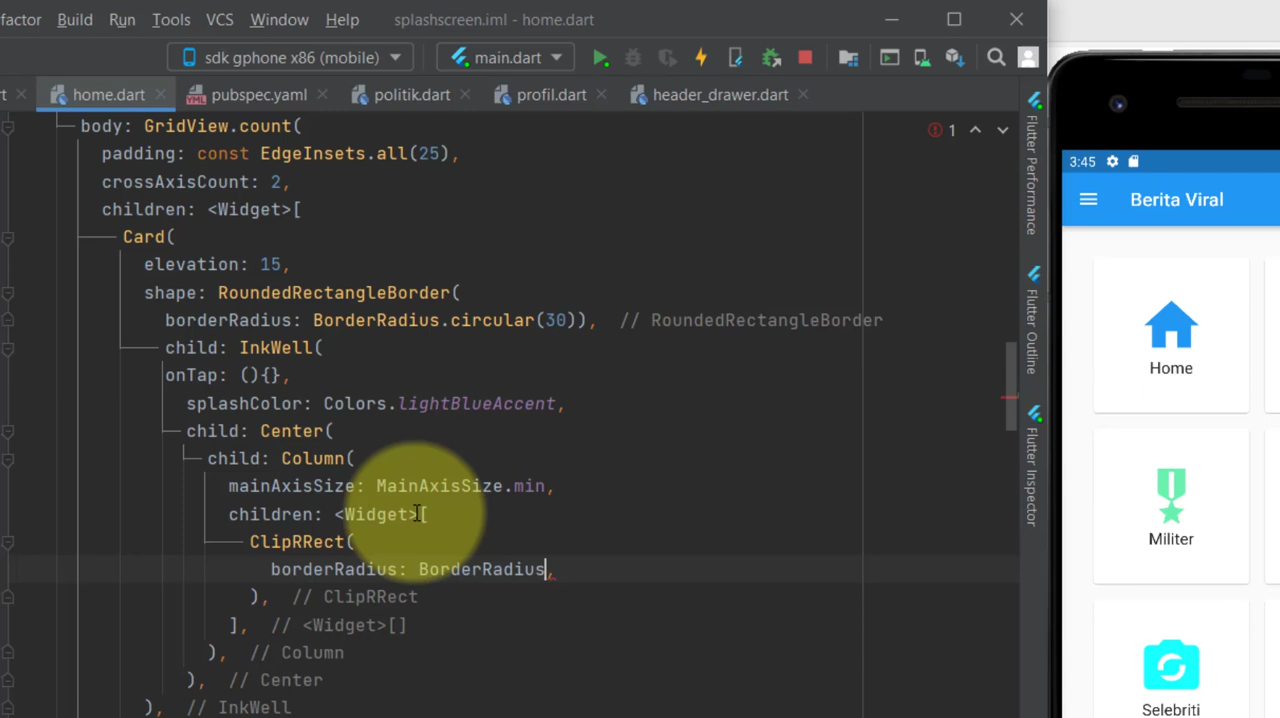 factor Build Run Tools VCS Window Help splashscreen.iml - home.dart
sdk gphone x86 (mobile) main.dart
t home.dart pubspec.yaml politik.dart profil.dart header_drawer.dart
body: GridView.count(
padding: const EdgeInsets.all(25),
crossAxisCount: 2,
children: <Widget>[
Card(
elevation: 15,
shape: RoundedRectangleBorder(
borderRadius: BorderRadius.circular(30)), // RoundedRectangleBorder
child: InkWell(
onTap: (){},
splashColor: Colors.lightBlueAccent,
child: Center(
child: Column(
mainAxisSize: MainAxisSize.min,
children: <Widget>[
ClipRRect(
borderRadius: BorderRadius,
), // ClipRRect
], // <Widget>[]
), // Column
), // Center
), // InkWell
1
Flutter Performance
Flutter Outline
Flutter Inspector
3:45
Berita Viral
Home
Militer
Selebriti